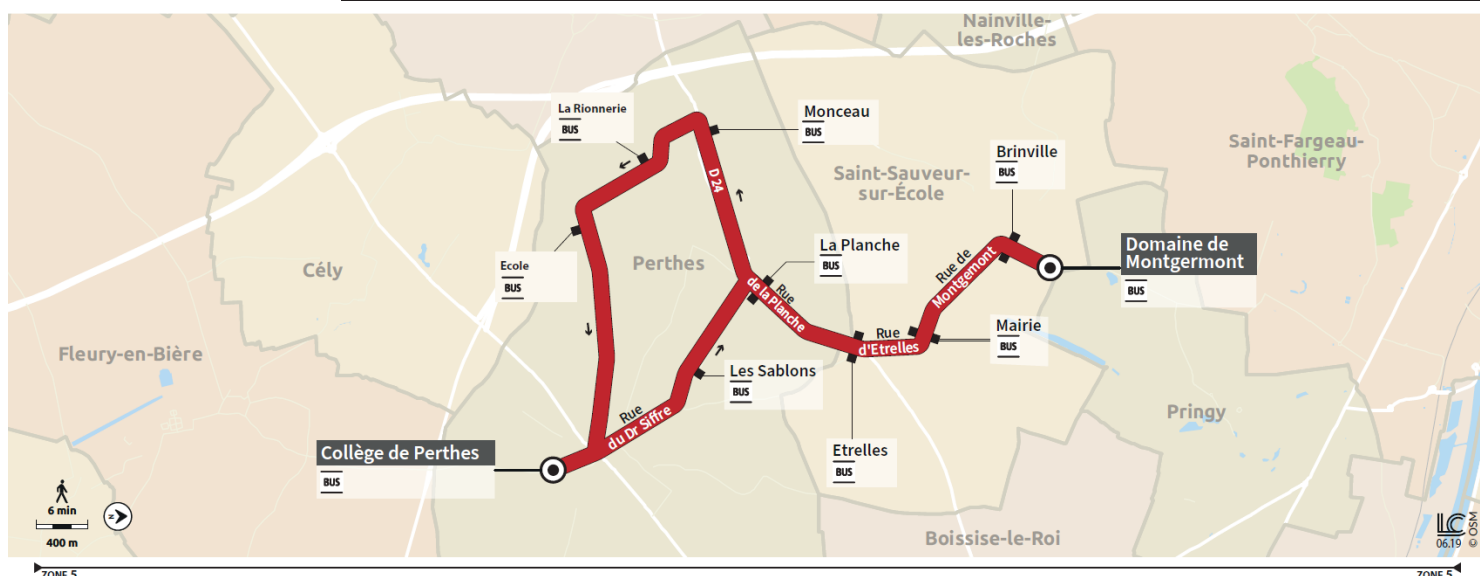 Nainville-
les-Roches
La Rionnerie
BUS
Monceau
BUS
Brinville
BUS
Saint-Fargeau-
Ponthierry
Saint-Sauveur-
sur-École
D 24
La Planche
BUS
Domaine de
Montgermont
BUS
Ecole
BUS
Cély
Perthes
Rue
de la Planche
Rue de
Montgemont
Rue
d'Etrelles
Mairie
BUS
Fleury-en-Bière
Les Sablons
BUS
Rue
du Dr Siffre
Pringy
Collège de Perthes
BUS
Etrelles
BUS
6 min
400 m
N
Boissise-le-Roi
LC
06.19
© OSM
ZONE 5
ZONE 5